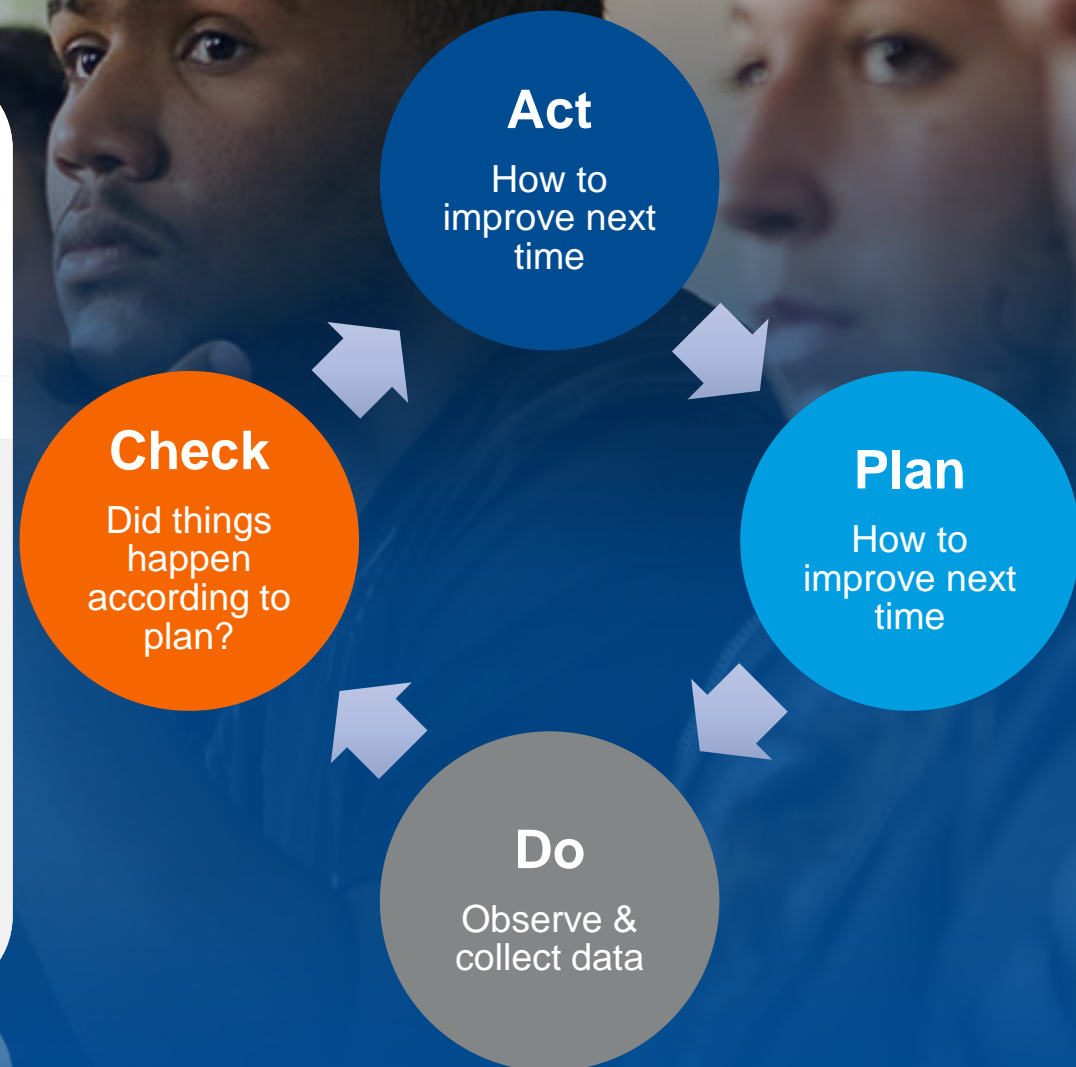 Act
How to
improve next
time
Plan
How to
improve next
time
Do
Observe &
collect data
Check
Did things
happen
according to
plan?